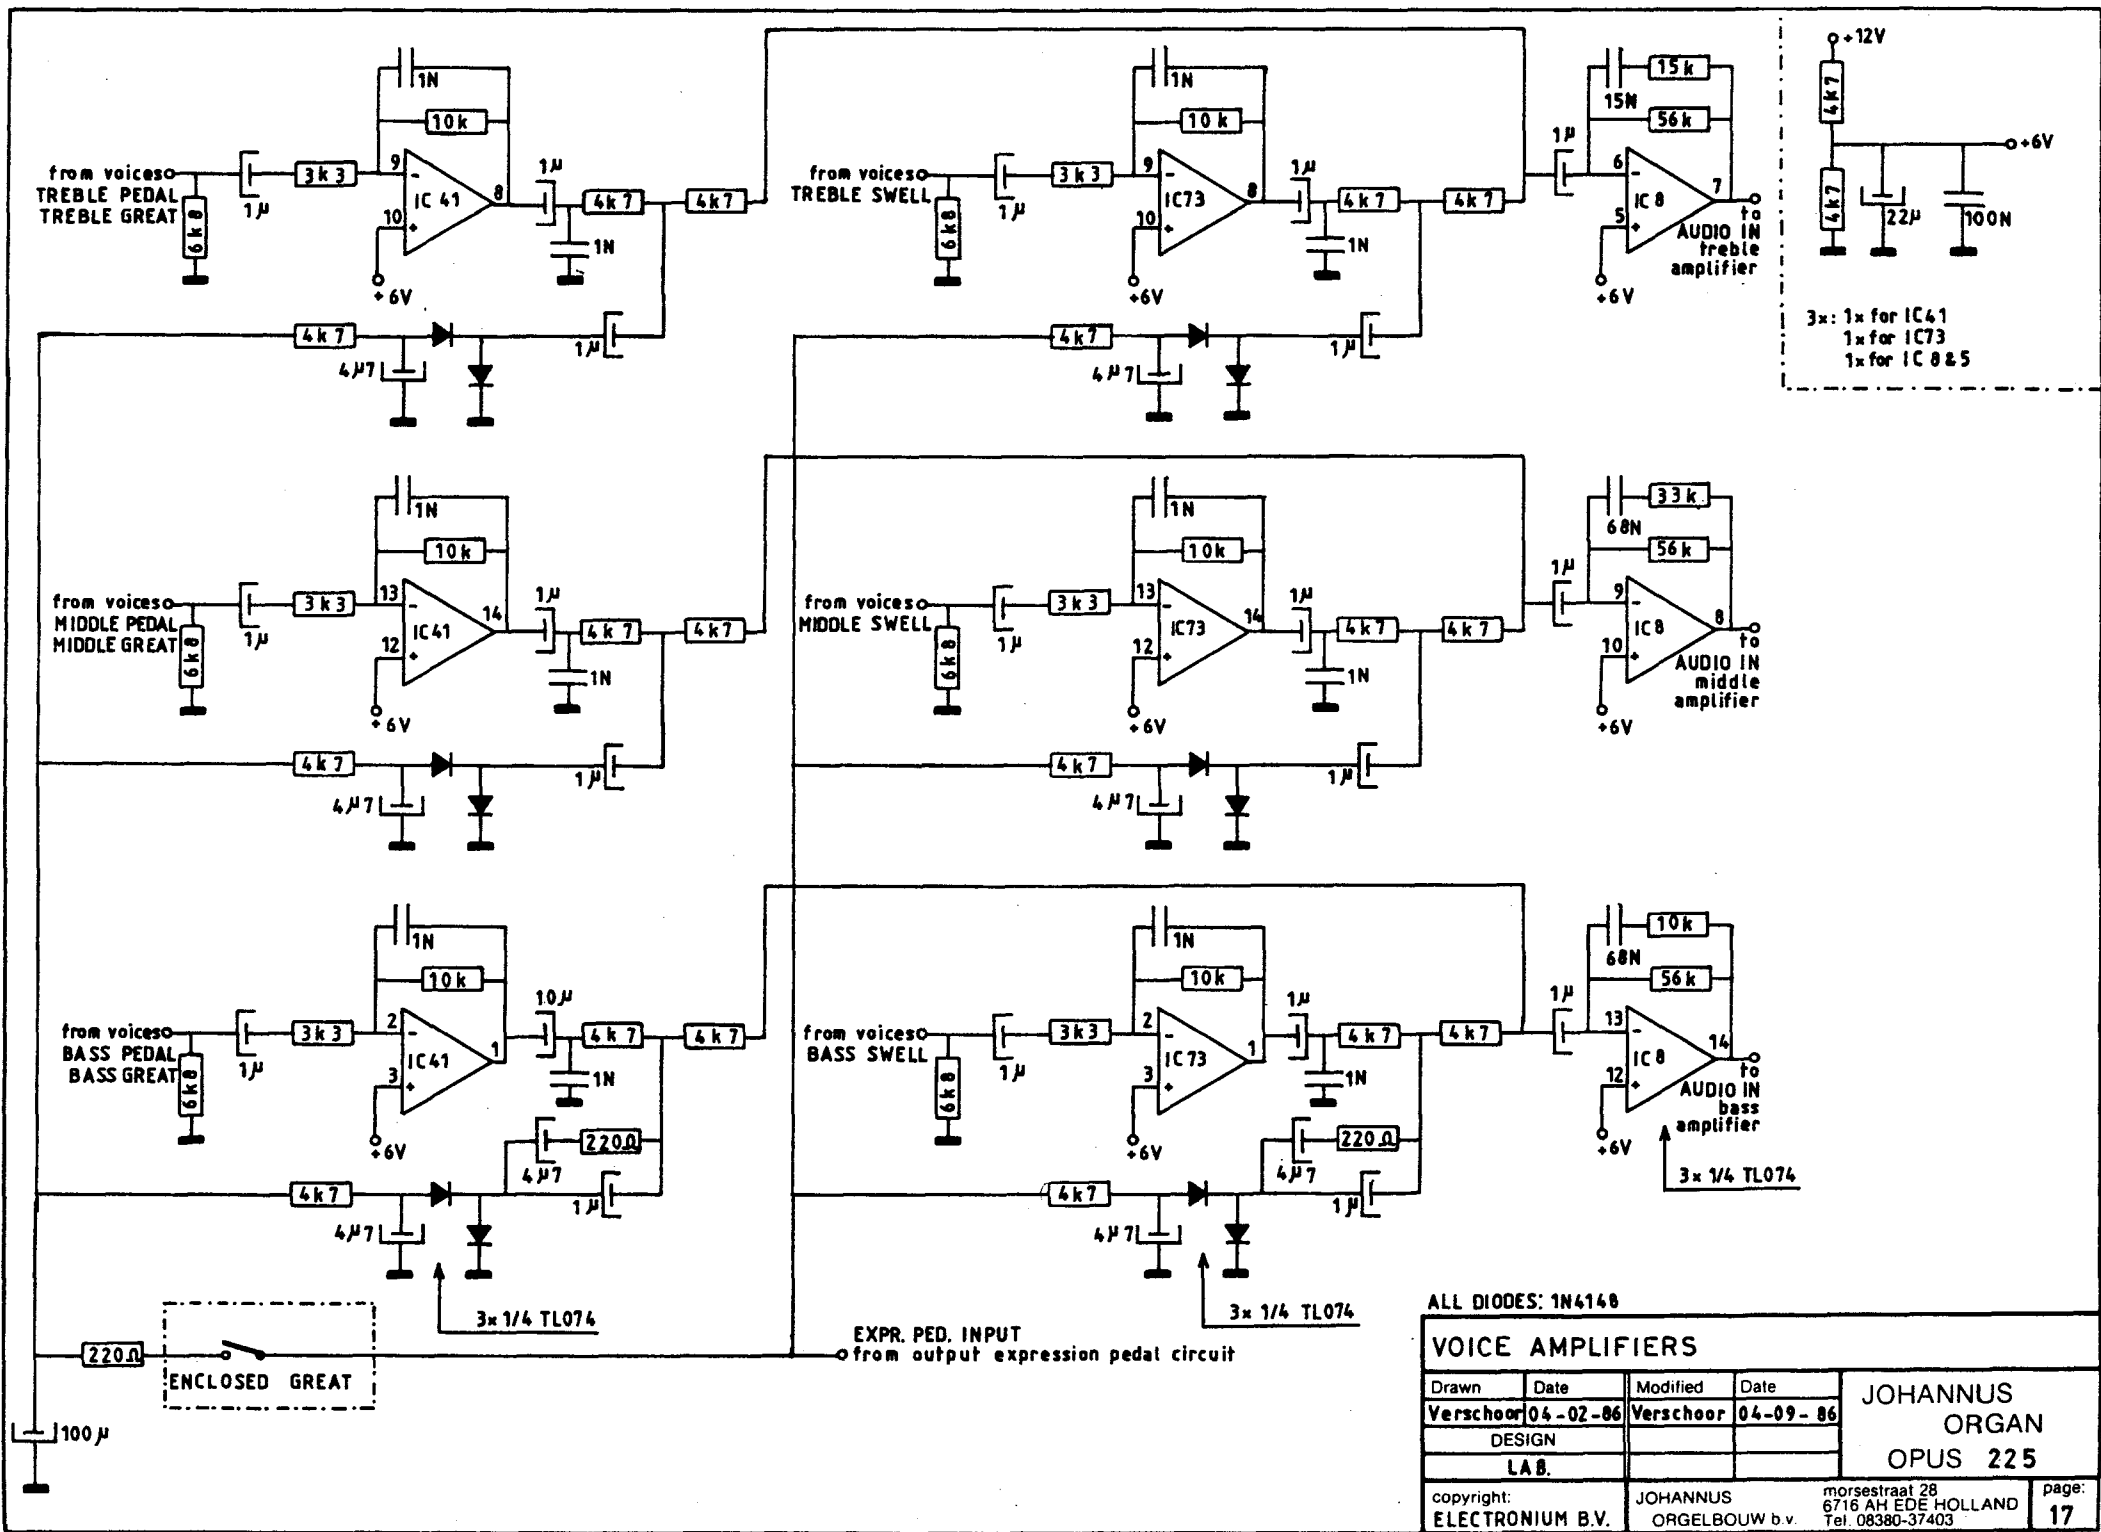 1N
10k
from voices
TREBLE PEDAL
TREBLE GREAT
1µ
3k3
9
-
IC 41
8
10
+
6k8
+6V
1µ
4k7
4k7
1N
4k7
4µ7
1µ
1N
10k
from voices
TREBLE SWELL
1µ
3k3
9
-
IC73
8
10
+
6k8
+6V
1µ
4k7
4k7
1N
4k7
4µ7
1µ
15N
15k
56k
1µ
6
-
IC 8
7
5
+
+6V
to
AUDIO IN
treble
amplifier
+12V
4k7
+6V
4k7
22µ
100N
3x: 1x for IC41
1x for IC73
1x for IC 8&5
1N
10k
from voices
MIDDLE PEDAL
MIDDLE GREAT
1µ
3k3
13
-
IC41
14
12
+
6k8
+6V
1µ
4k7
4k7
1N
4k7
4µ7
1µ
1N
10k
from voices
MIDDLE SWELL
1µ
3k3
13
-
IC73
14
12
+
6k8
+6V
1µ
4k7
4k7
1N
4k7
4µ7
1µ
68N
33k
56k
1µ
9
-
IC 8
8
10
+
+6V
to
AUDIO IN
middle
amplifier
1N
10k
from voices
BASS PEDAL
BASS GREAT
1µ
3k3
2
-
IC41
1
3
+
6k8
+6V
10µ
4k7
4k7
1N
4µ7
220Ω
4k7
4µ7
1µ
3x 1/4 TL074
1N
10k
from voices
BASS SWELL
1µ
3k3
2
-
IC73
1
3
+
6k8
+6V
1µ
4k7
4k7
1N
4µ7
220Ω
4k7
4µ7
1µ
3x 1/4 TL074
68N
10k
56k
1µ
13
-
IC 8
14
12
+
+6V
to
AUDIO IN
bass
amplifier
3x 1/4 TL074
220Ω
ENCLOSED GREAT
100µ
EXPR. PED. INPUT
from output expression pedal circuit
ALL DIODES: 1N4148
VOICE AMPLIFIERS
Drawn Date Modified Date
Verschoor 04-02-86 Verschoor 04-09-86
DESIGN
LAB.
JOHANNUS
ORGAN
OPUS 225
copyright:
ELECTRONIUM B.V.
JOHANNUS
ORGELBOUW b.v.
morsestraat 28
6716 AH EDE HOLLAND
Tel. 08380-37403
page:
17